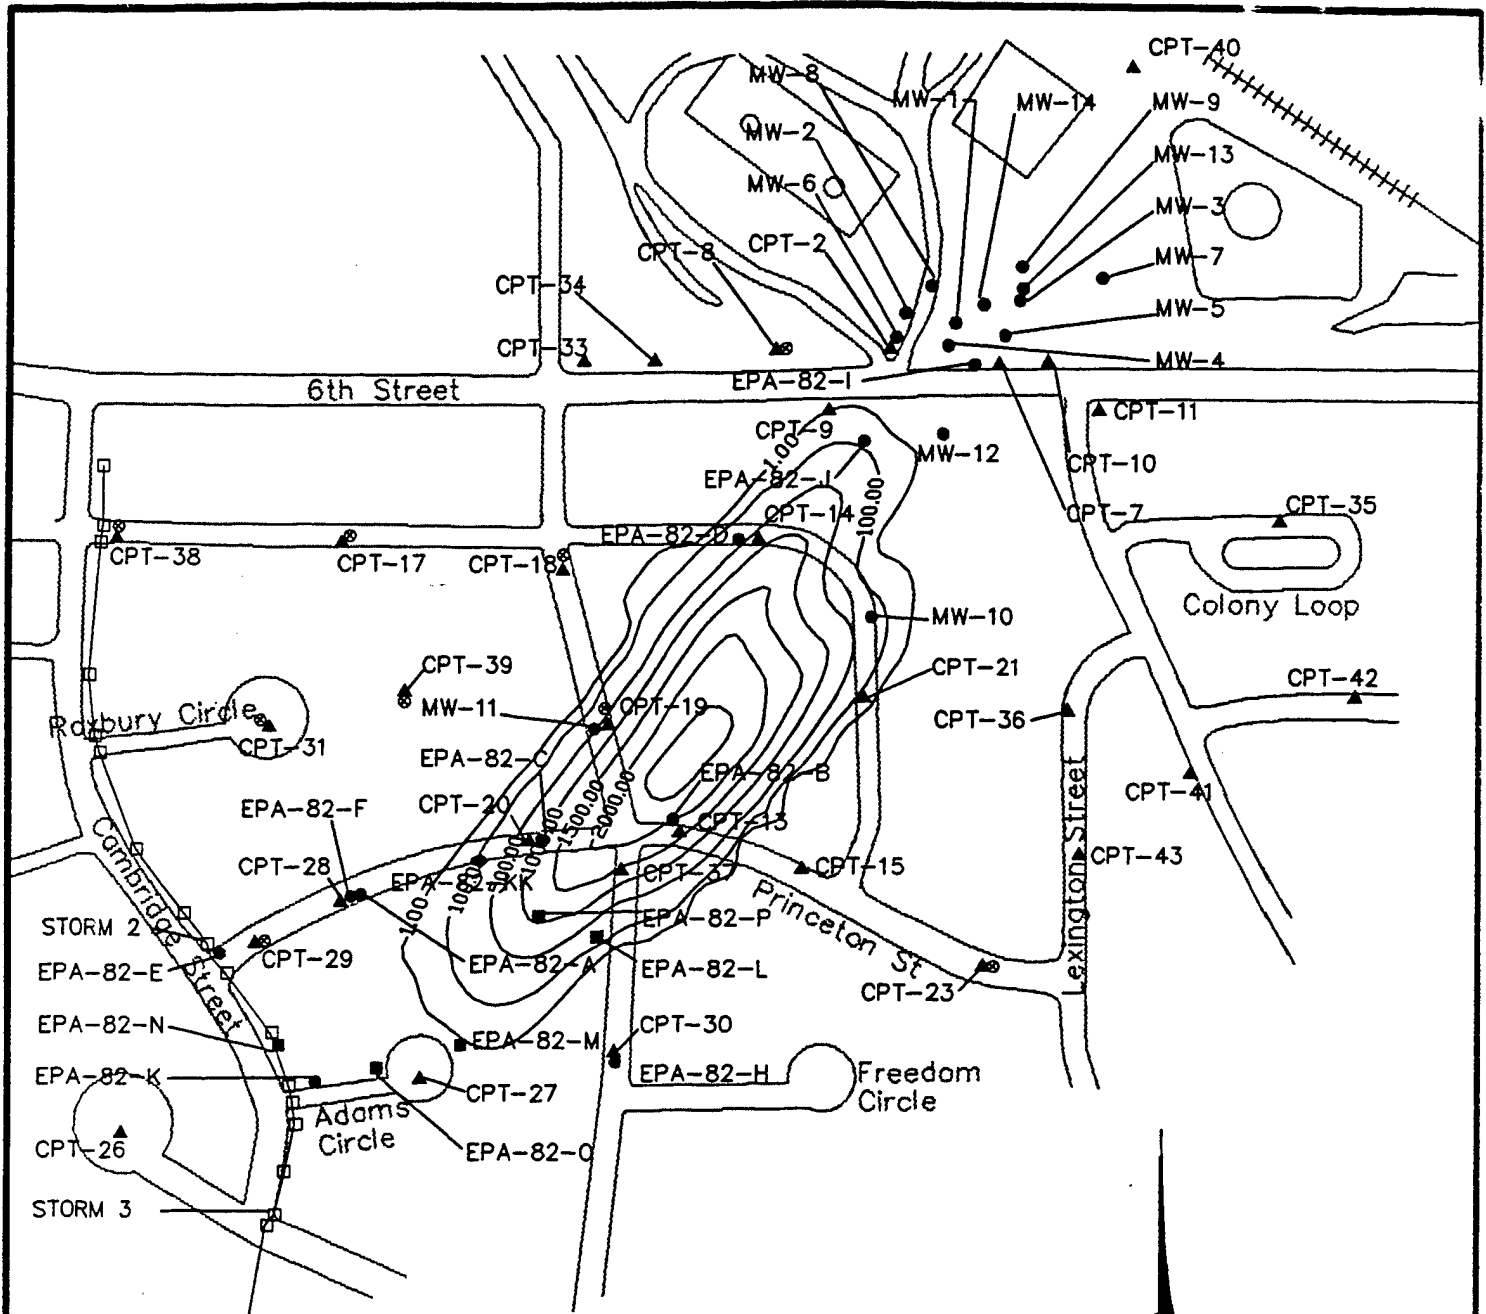 CPT-40
MW-8
MW-1
MW-14
MW-9
MW-2
MW-13
MW-6
MW-3
CPT-8
CPT-2
MW-7
CPT-34
MW-5
CPT-33
MW-4
EPA-82-I
6th Street
CPT-11
CPT-9
1.00
MW-12
CPT-10
EPA-82-J
100.00
CPT-14
CPT-7
CPT-35
EPA-82-D
CPT-38
CPT-17
CPT-18
Colony Loop
MW-10
CPT-39
CPT-21
CPT-42
MW-11
CPT-19
CPT-36
Roxbury Circle
CPT-31
EPA-82-C
EPA-82-B
CPT-41
Lexington Street
EPA-82-F
CPT-20
1500.00
2000.00
CPT-13
Cambridge Street
CPT-28
CPT-15
CPT-43
CPT-37
Princeton St
STORM 2
EPA-82-P
EPA-82-E
CPT-29
EPA-82-A
EPA-82-L
CPT-23
EPA-82-N
EPA-82-M
CPT-30
EPA-82-K
CPT-27
EPA-82-H
Freedom
Circle
Adams
Circle
CPT-26
EPA-82-O
STORM 3